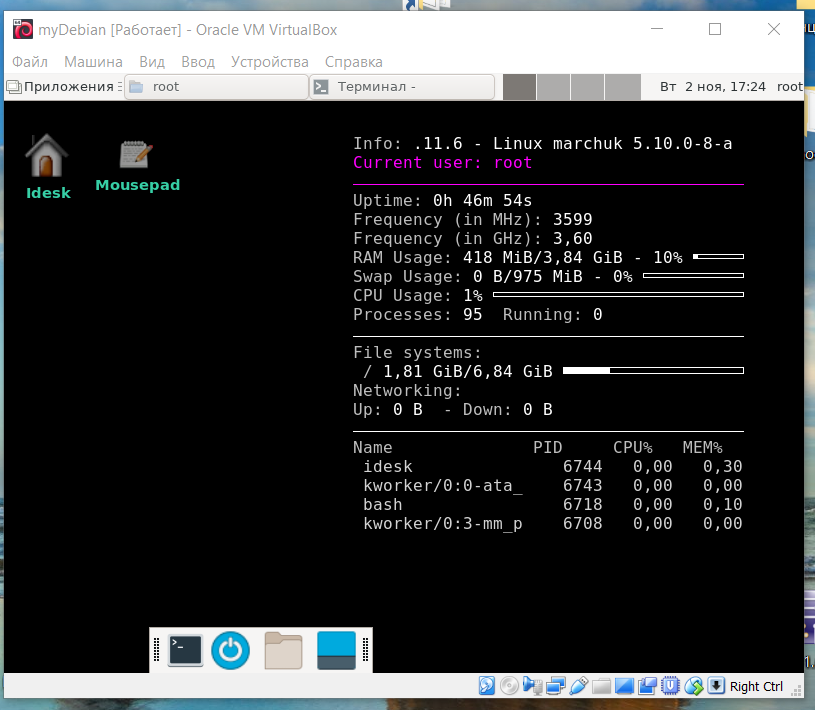 myDebian [Работает] - Oracle VM VirtualBox
Файл Машина Вид Ввод Устройства Справка
Приложения root Терминал - Вт 2 ноя, 17:24 root
Idesk
Mousepad
Info: .11.6 - Linux marchuk 5.10.0-8-a
Current user: root
Uptime: 0h 46m 54s
Frequency (in MHz): 3599
Frequency (in GHz): 3,60
RAM Usage: 418 MiB/3,84 GiB - 10%
Swap Usage: 0 B/975 MiB - 0%
CPU Usage: 1%
Processes: 95 Running: 0
File systems:
/ 1,81 GiB/6,84 GiB
Networking:
Up: 0 B - Down: 0 B
Name PID CPU% MEM%
idesk 6744 0,00 0,30
kworker/0:0-ata_ 6743 0,00 0,00
bash 6718 0,00 0,10
kworker/0:3-mm_p 6708 0,00 0,00
Right Ctrl